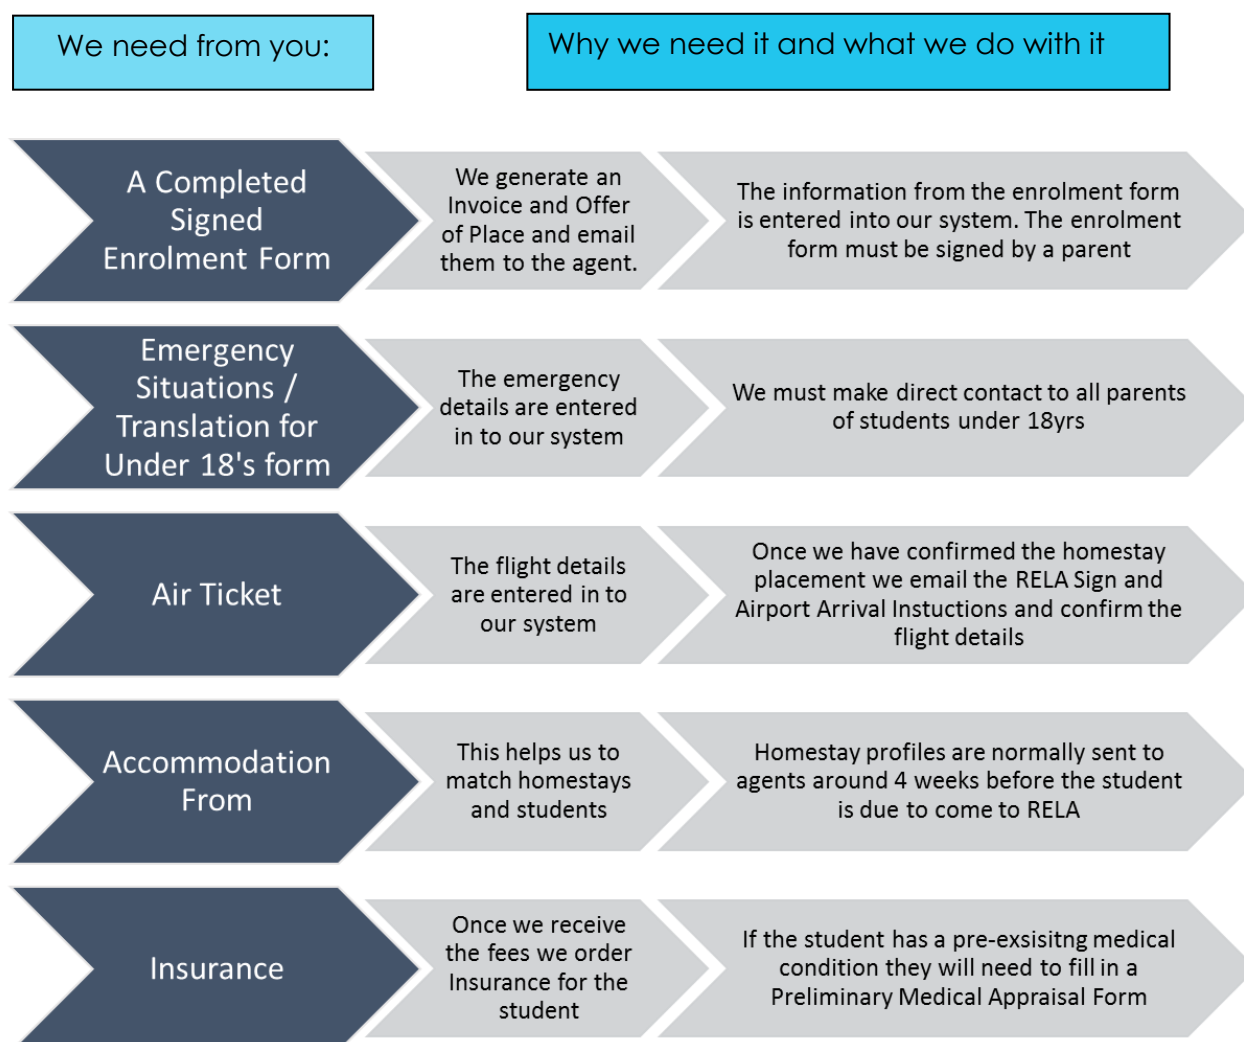 We need from you:
Why we need it and what we do with it
A Completed
Signed
Enrolment Form
We generate an
Invoice and Offer
of Place and email
them to the agent.
The information from the enrolment form
is entered into our system. The enrolment
form must be signed by a parent
Emergency
Situations /
Translation for
Under 18's form
The emergency
details are entered
in to our system
We must make direct contact to all parents
of students under 18yrs
Air Ticket
The flight details
are entered in to
our system
Once we have confirmed the homestay
placement we email the RELA Sign and
Airport Arrival Instuctions and confirm the
flight details
Accommodation
From
This helps us to
match homestays
and students
Homestay profiles are normally sent to
agents around 4 weeks before the student
is due to come to RELA
Insurance
Once we receive
the fees we order
Insurance for the
student
If the student has a pre-exsisitng medical
condition they will need to fill in a
Preliminary Medical Appraisal Form